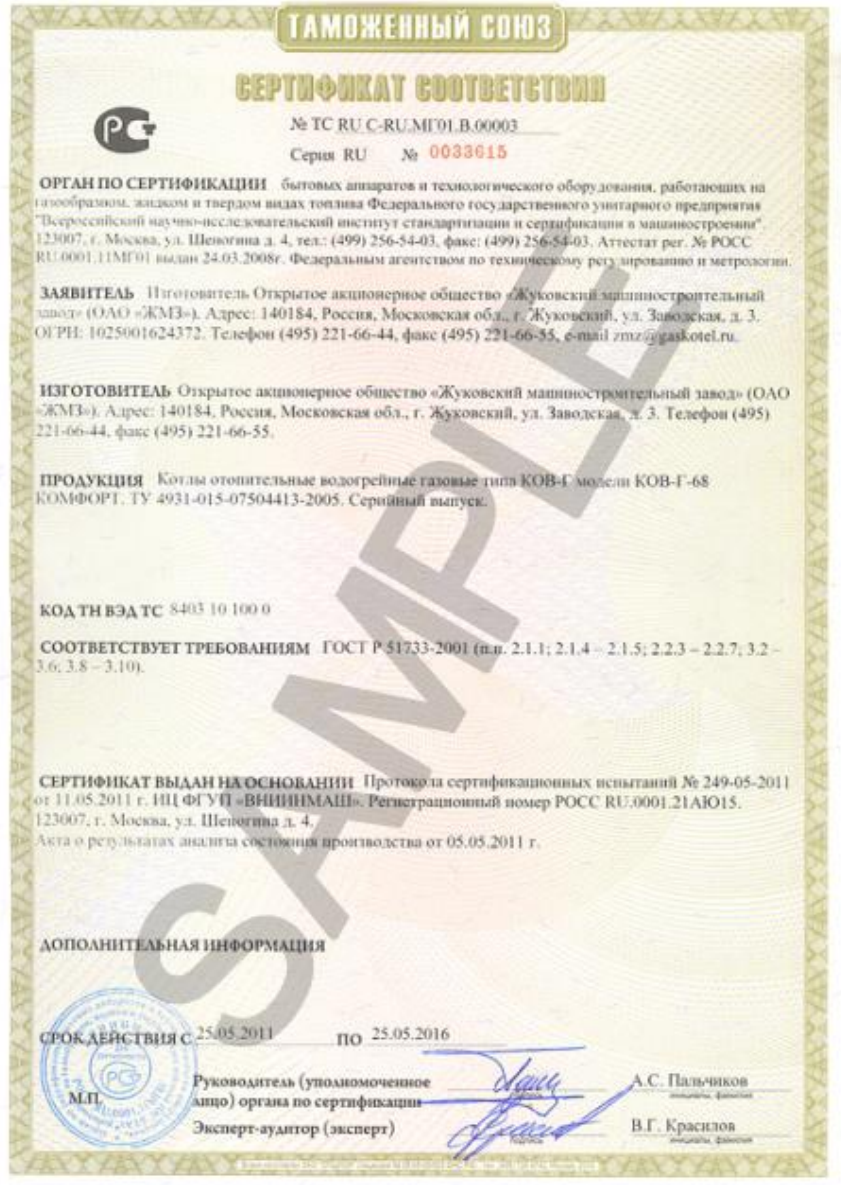 ТАМОЖЕННЫЙ СОЮЗ
СЕРТИФИКАТ СООТВЕТСТВИЯ
№ ТС RU C-RU.МГ01.В.00003
Серия RU № 0033615
ОРГАН ПО СЕРТИФИКАЦИИ бытовых аппаратов и технологического оборудования, работающих на
газообразном, жидком и твердом видах топлива Федерального государственного унитарного предприятия
"Всероссийский научно-исследовательский институт стандартизации и сертификации в машиностроении".
123007, г. Москва, ул. Шеногина д. 4, тел.: (499) 256-54-03, факс: (499) 256-54-03. Аттестат рег. № РОСС
RU.0001.11МГ01 выдан 24.03.2008г. Федеральным агентством по техническому регулированию и метрологии.
ЗАЯВИТЕЛЬ Изготовитель Открытое акционерное общество «Жуковский машиностроительный
завод» (ОАО «ЖМЗ»). Адрес: 140184, Россия, Московская обл., г. Жуковский, ул. Заводская, д. 3.
ОГРН: 1025001624372. Телефон (495) 221-66-44, факс (495) 221-66-55, e-mail zmz@gaskotel.ru.
ИЗГОТОВИТЕЛЬ Открытое акционерное общество «Жуковский машиностроительный завод» (ОАО
«ЖМЗ»). Адрес: 140184, Россия, Московская обл., г. Жуковский, ул. Заводская, д. 3. Телефон (495)
221-66-44, факс (495) 221-66-55.
ПРОДУКЦИЯ Котлы отопительные водогрейные газовые типа КОВ-Г модели КОВ-Г-68
КОМФОРТ. ТУ 4931-015-07504413-2005. Серийный выпуск.
КОД ТН ВЭД ТС 8403 10 100 0
СООТВЕТСТВУЕТ ТРЕБОВАНИЯМ ГОСТ Р 51733-2001 (п.п. 2.1.1; 2.1.4 – 2.1.5; 2.2.3 – 2.2.7; 3.2 –
3.6; 3.8 – 3.10).
СЕРТИФИКАТ ВЫДАН НА ОСНОВАНИИ Протокола сертификационных испытаний № 249-05-2011
от 11.05.2011 г. ИЦ ФГУП «ВНИИНМАШ». Регистрационный номер РОСС RU.0001.21АЮ15.
123007, г. Москва, ул. Шеногина д. 4.
Акта о результатах анализа состояния производства от 05.05.2011 г.
ДОПОЛНИТЕЛЬНАЯ ИНФОРМАЦИЯ
СРОК ДЕЙСТВИЯ С 25.05.2011 ПО 25.05.2016
М.П.
Руководитель (уполномоченное
лицо) органа по сертификации
А.С. Пальчиков
инициалы, фамилия
Эксперт-аудитор (эксперт)
подпись
В.Г. Красилов
инициалы, фамилия
SAMPLE